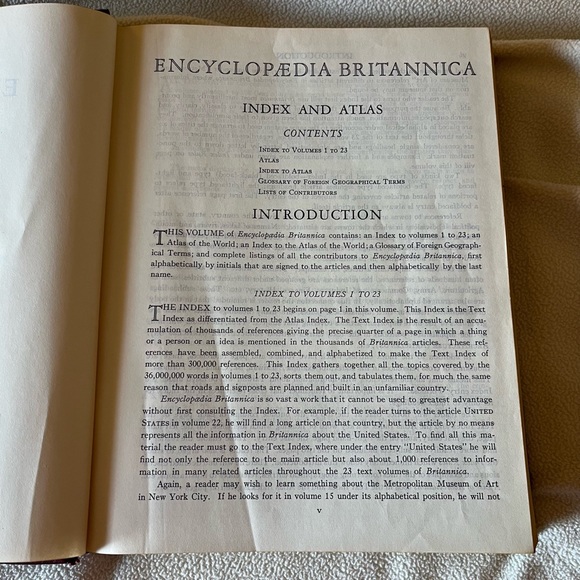 ENCYCLOPÆDIA BRITANNICA
INDEX AND ATLAS
CONTENTS
INDEX TO VOLUMES 1 TO 23
ATLAS
INDEX TO ATLAS
GLOSSARY OF FOREIGN GEOGRAPHICAL TERMS
LISTS OF CONTRIBUTORS
INTRODUCTION
THIS VOLUME of Encyclopædia Britannica contains: an Index to volumes 1 to 23; an
Atlas of the World; an Index to the Atlas of the World; a Glossary of Foreign Geograph-
ical Terms; and complete listings of all the contributors to Encyclopædia Britannica, first
alphabetically by initials that are signed to the articles and then alphabetically by the last
name.
INDEX TO VOLUMES 1 TO 23
THE INDEX to volumes 1 to 23 begins on page 1 in this volume. This Index is the Text
Index as differentiated from the Atlas Index. The Text Index is the result of an accu-
mulation of thousands of references giving the precise quarter of a page in which a thing
or a person or an idea is mentioned in the thousands of Britannica articles. These ref-
erences have been assembled, combined, and alphabetized to make the Text Index of
more than 300,000 references. This Index gathers together all the topics covered by the
36,000,000 words in volumes 1 to 23, sorts them out, and tabulates them, for much the same
reason that roads and signposts are planned and built in an unfamiliar country.
Encyclopædia Britannica is so vast a work that it cannot be used to greatest advantage
without first consulting the Index. For example, if the reader turns to the article UNITED
STATES in volume 22, he will find a long article on that country, but the article by no means
represents all the information in Britannica about the United States. To find all this ma-
terial the reader must go to the Text Index, where under the entry "United States" he will
find not only the reference to the main article but also about 1,000 references to infor-
mation in many related articles throughout the 23 text volumes of Britannica.
Again, a reader may wish to learn something about the Metropolitan Museum of Art
in New York City. If he looks for it in volume 15 under its alphabetical position, he will not
v